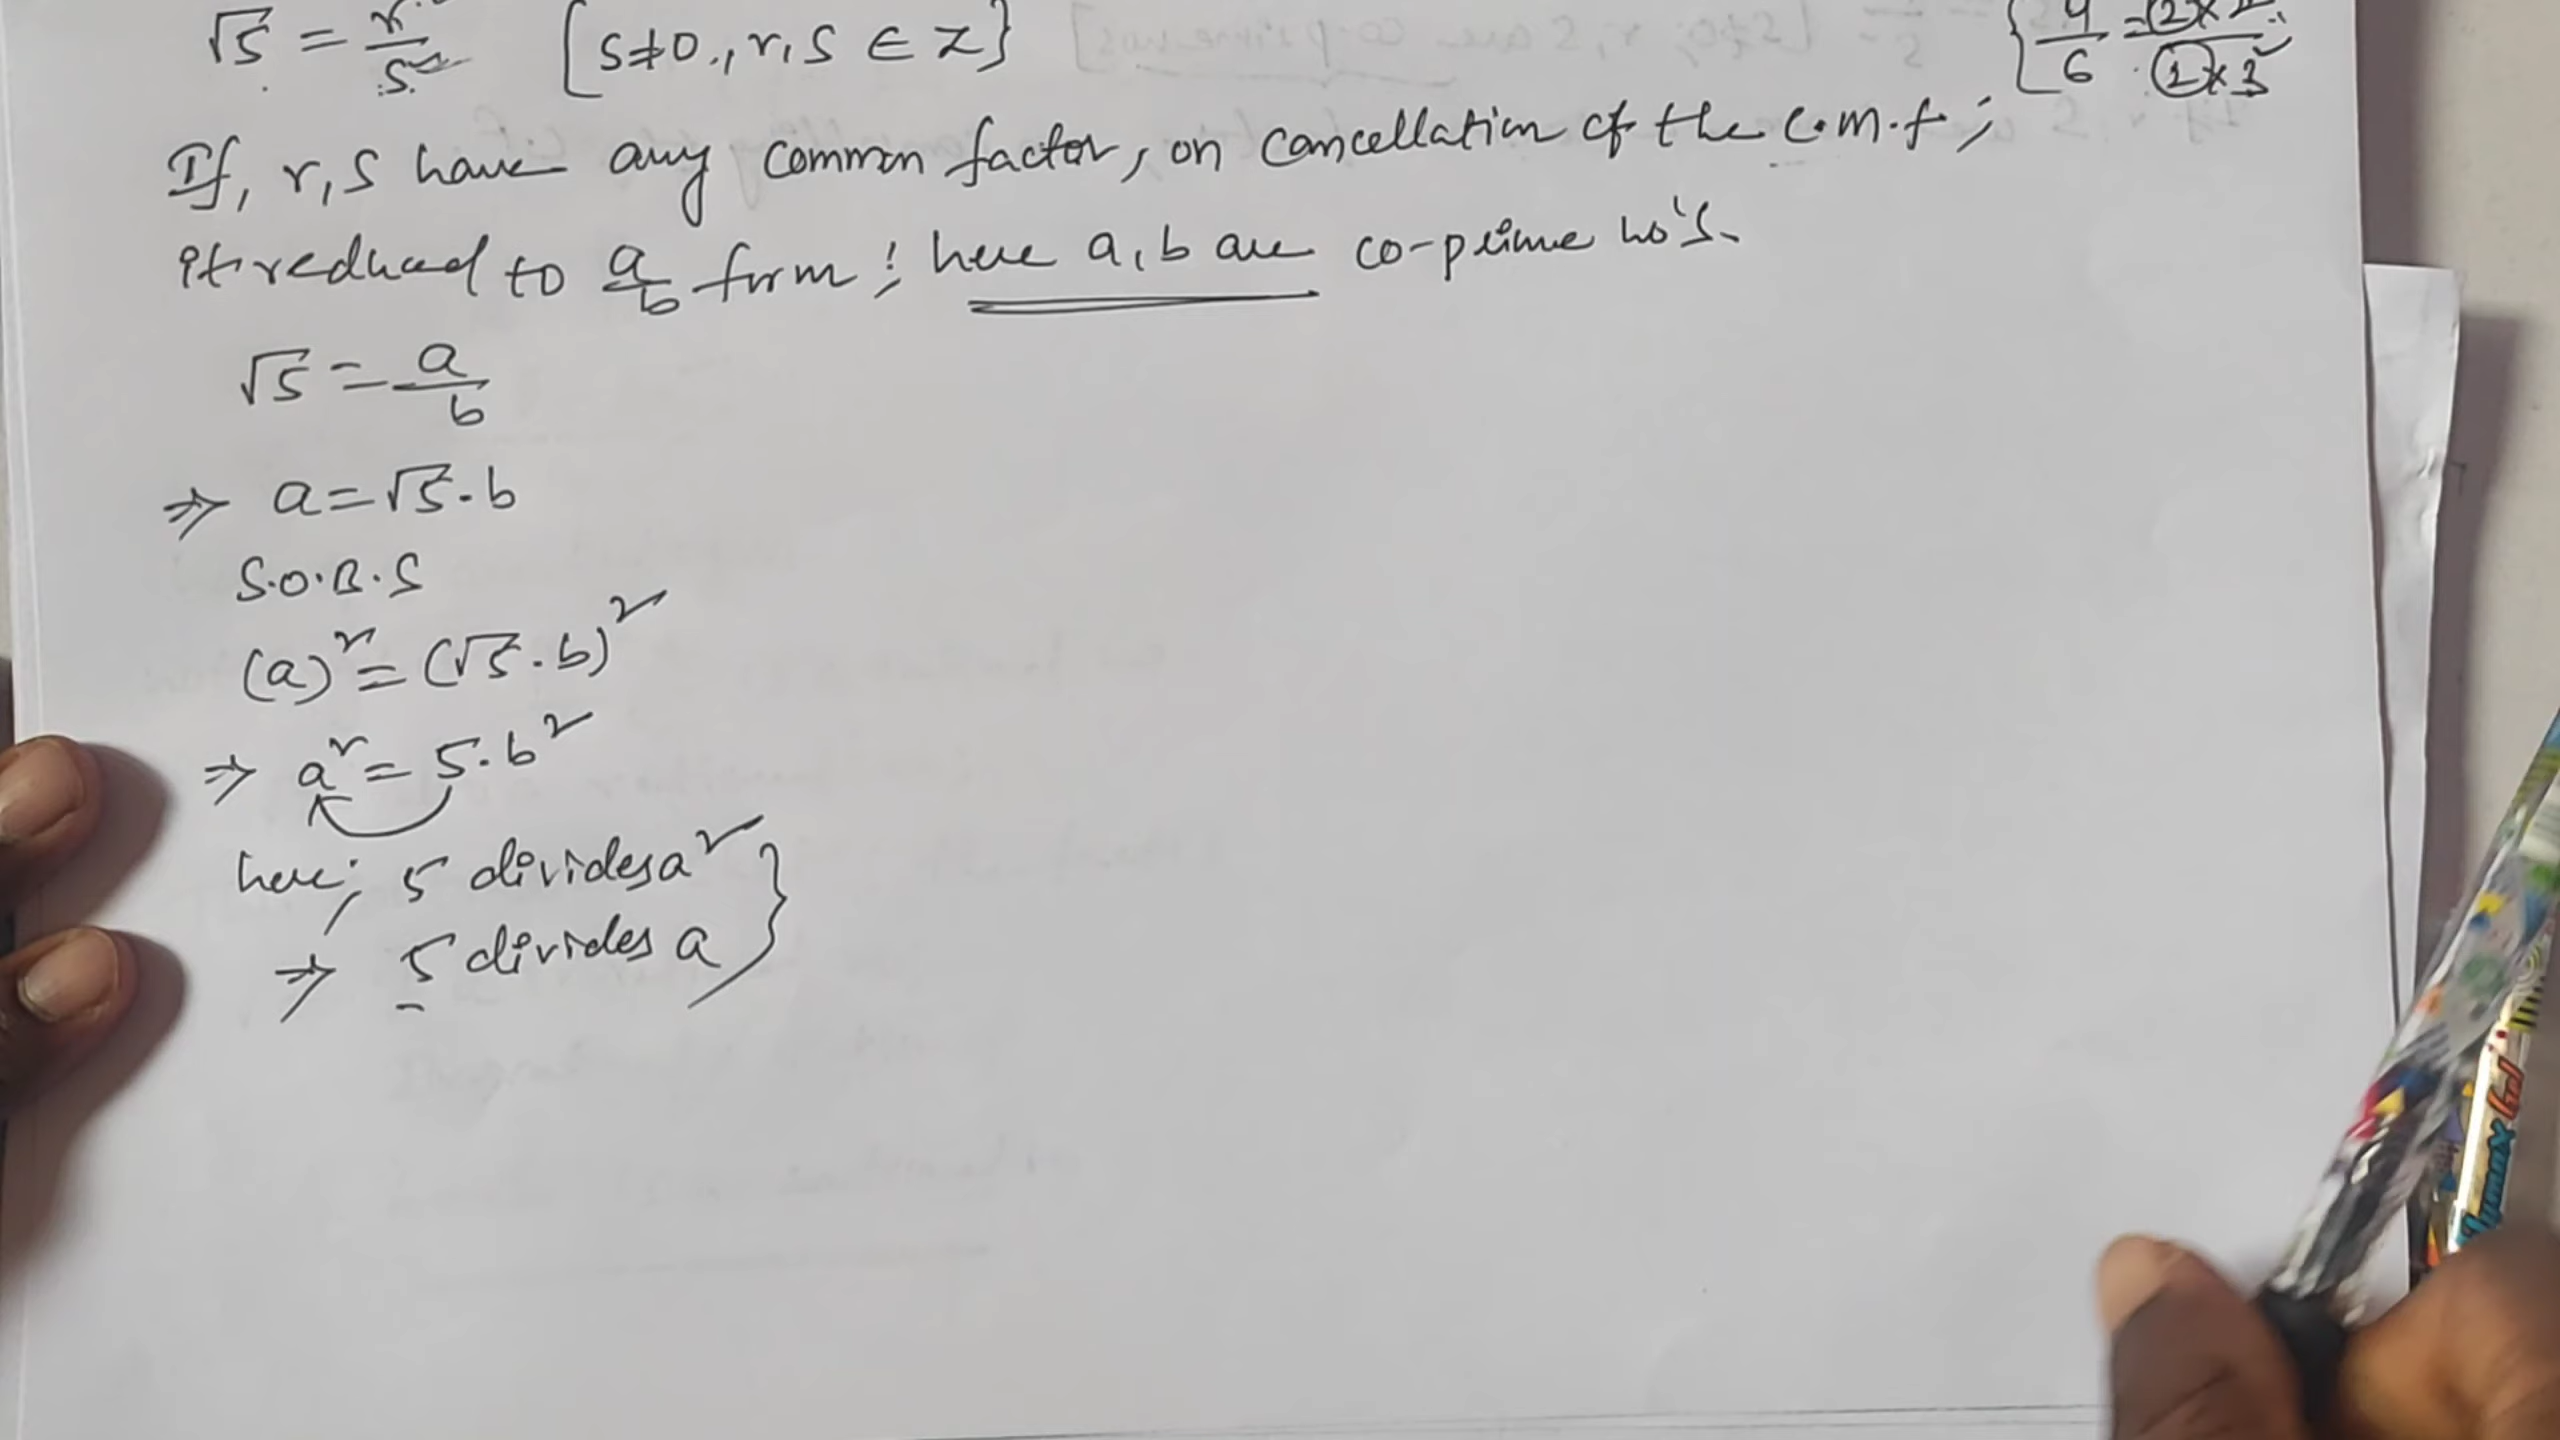 √5 = r/s [s≠0., r, s ∈ z} { 4/6 = 2×2/2×3
If, r, s have any common factor, on cancellation of the c.m.f;
it reduced to a/b form; here a, b are co-prime no's.
√5 = a/b
⇒ a = √5 . b
S.O.B.S
(a)² = (√5 . b)²
⇒ a² = 5 . b²
here; 5 divides a²
⇒ 5 divides a }